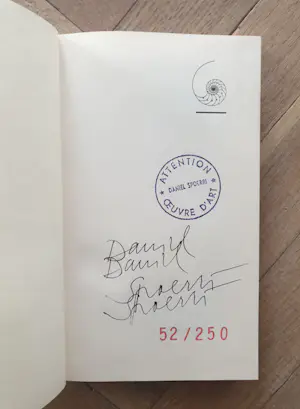 ATTENTION
DANIEL SPOERRI
ŒUVRE D'ART
Daniel
Daniel
Spoerri
Spoerri
52/250